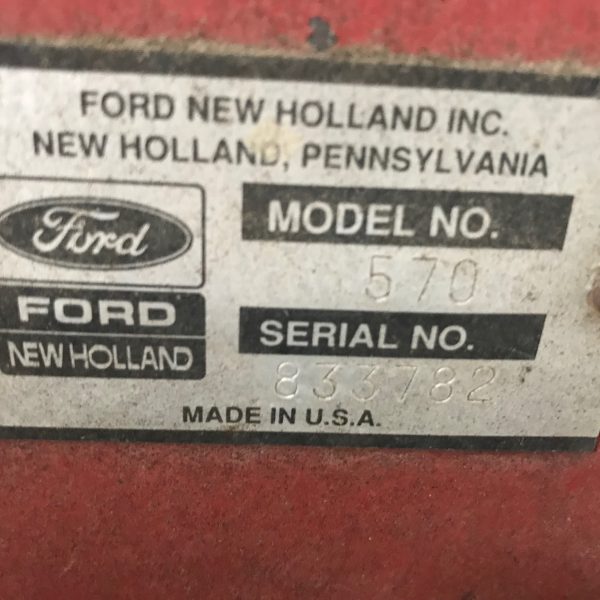 FORD NEW HOLLAND INC.
NEW HOLLAND, PENNSYLVANIA
Ford
FORD
NEW HOLLAND
MODEL NO.
570
SERIAL NO.
833782
MADE IN U.S.A.